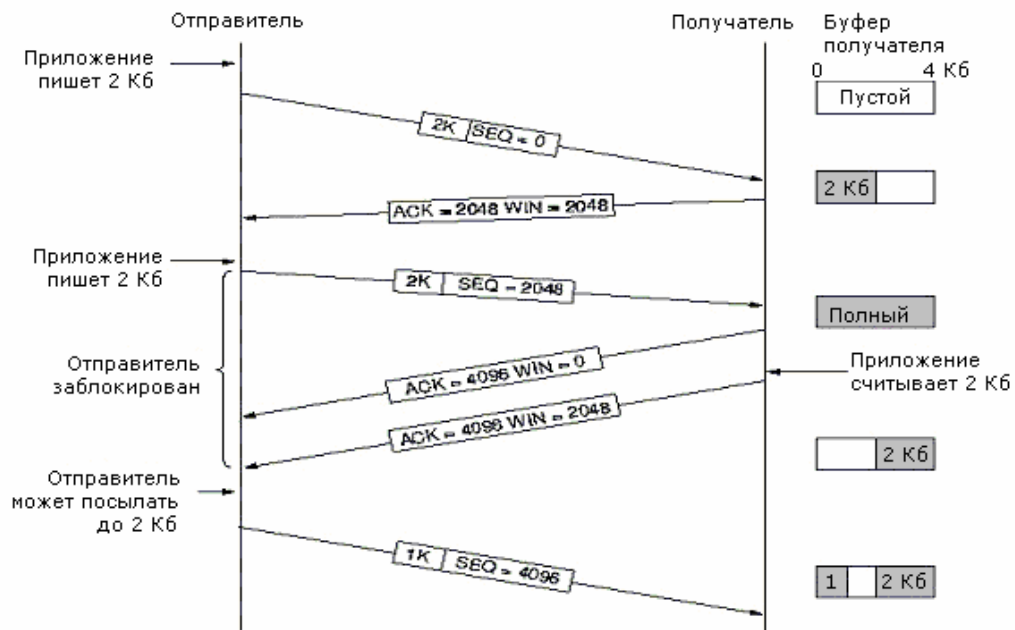 Отправитель
Получатель
Буфер
получателя
0 4 Кб
Приложение
пишет 2 Кб
Пустой
2K SEQ = 0
2 Кб
ACK = 2048 WIN = 2048
Приложение
пишет 2 Кб
2K SEQ = 2048
Полный
Отправитель
заблокирован
ACK = 4096 WIN = 0
Приложение
считывает 2 Кб
ACK = 4096 WIN = 2048
2 Кб
Отправитель
может посылать
до 2 Кб
1K SEQ = 4096
1 2 Кб